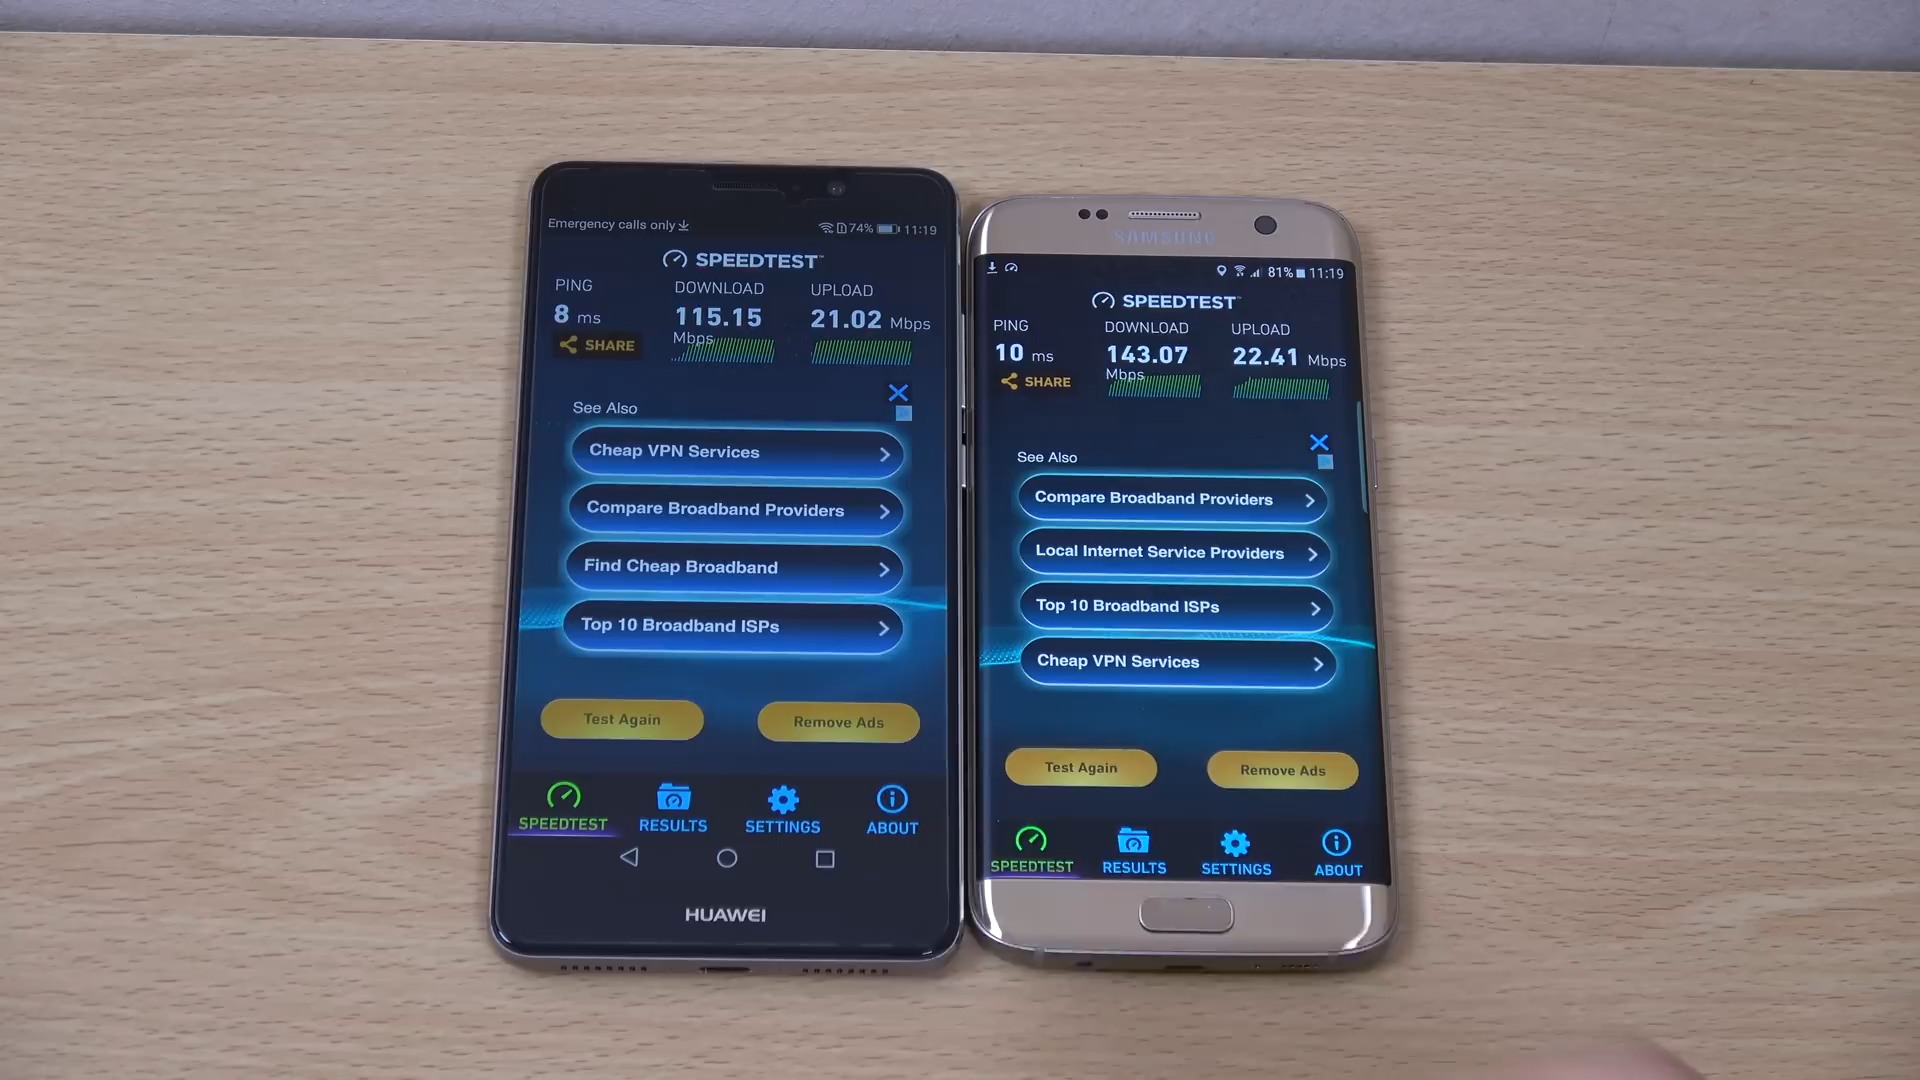 Emergency calls only
74% 11:19
SPEEDTEST
PING DOWNLOAD UPLOAD
8 ms 115.15 Mbps 21.02 Mbps
SHARE
See Also
Cheap VPN Services
Compare Broadband Providers
Find Cheap Broadband
Top 10 Broadband ISPs
Test Again Remove Ads
SPEEDTEST RESULTS SETTINGS ABOUT
HUAWEI
SAMSUNG
81% 11:19
SPEEDTEST
PING DOWNLOAD UPLOAD
10 ms 143.07 Mbps 22.41 Mbps
SHARE
See Also
Compare Broadband Providers
Local Internet Service Providers
Top 10 Broadband ISPs
Cheap VPN Services
Test Again Remove Ads
SPEEDTEST RESULTS SETTINGS ABOUT